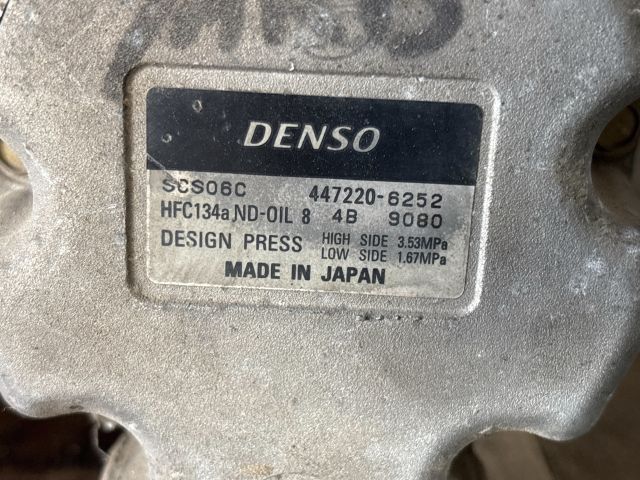 DENSO
SCS06C 447220-6252
HFC134a,ND-OIL 8 4B 9080
DESIGN PRESS HIGH SIDE 3.53MPa
LOW SIDE 1.67MPa
MADE IN JAPAN